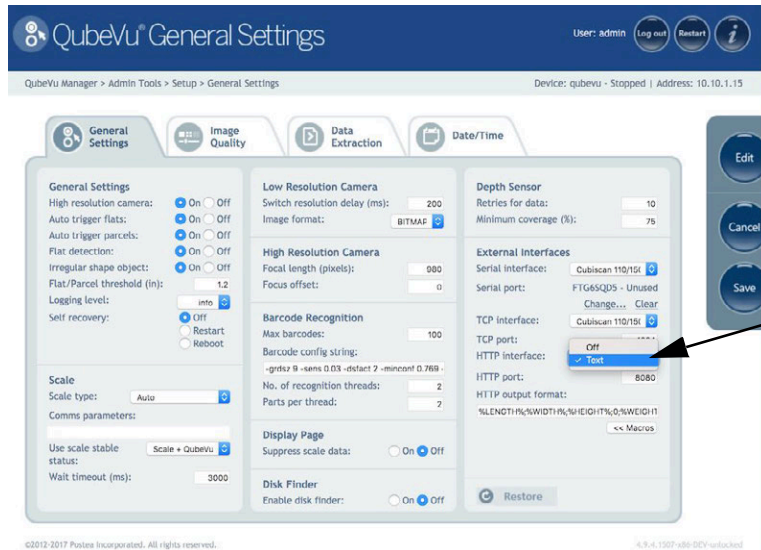 QubeVu® General Settings
User: admin
Log out
Restart
i
QubeVu Manager > Admin Tools > Setup > General Settings
Device: qubevu - Stopped | Address: 10.10.1.15
General Settings
Image Quality
Data Extraction
Date/Time
Edit
Cancel
Save
General Settings
High resolution camera: On Off
Auto trigger flats: On Off
Auto trigger parcels: On Off
Flat detection: On Off
Irregular shape object: On Off
Flat/Parcel threshold (in): 1.2
Logging level: info
Self recovery: Off
Restart
Reboot
Scale
Scale type: Auto
Comms parameters:
Use scale stable status: Scale + QubeVu
Wait timeout (ms): 3000
Low Resolution Camera
Switch resolution delay (ms): 200
Image format: BITMAP
High Resolution Camera
Focal length (pixels): 980
Focus offset: 0
Barcode Recognition
Max barcodes: 100
Barcode config string:
-grdsz 9 -sens 0.03 -dsfact 2 -minconf 0.769 -
No. of recognition threads: 2
Parts per thread: 2
Display Page
Suppress scale data: On Off
Disk Finder
Enable disk finder: On Off
Depth Sensor
Retries for data: 10
Minimum coverage (%): 75
External Interfaces
Serial interface: Cubiscan 110/15(
Serial port: FTG6SQD5 - Unused
Change... Clear
TCP interface: Cubiscan 110/15(
TCP port:
Off
HTTP interface: ✓ Text
HTTP port: 8080
HTTP output format:
%LENGTH%;%WIDTH%;%HEIGHT%;0;%WEIGHT
<< Macros
Restore
©2012-2017 Postea Incorporated. All rights reserved.
4.9.4.1507-x86-DEV-unlocked